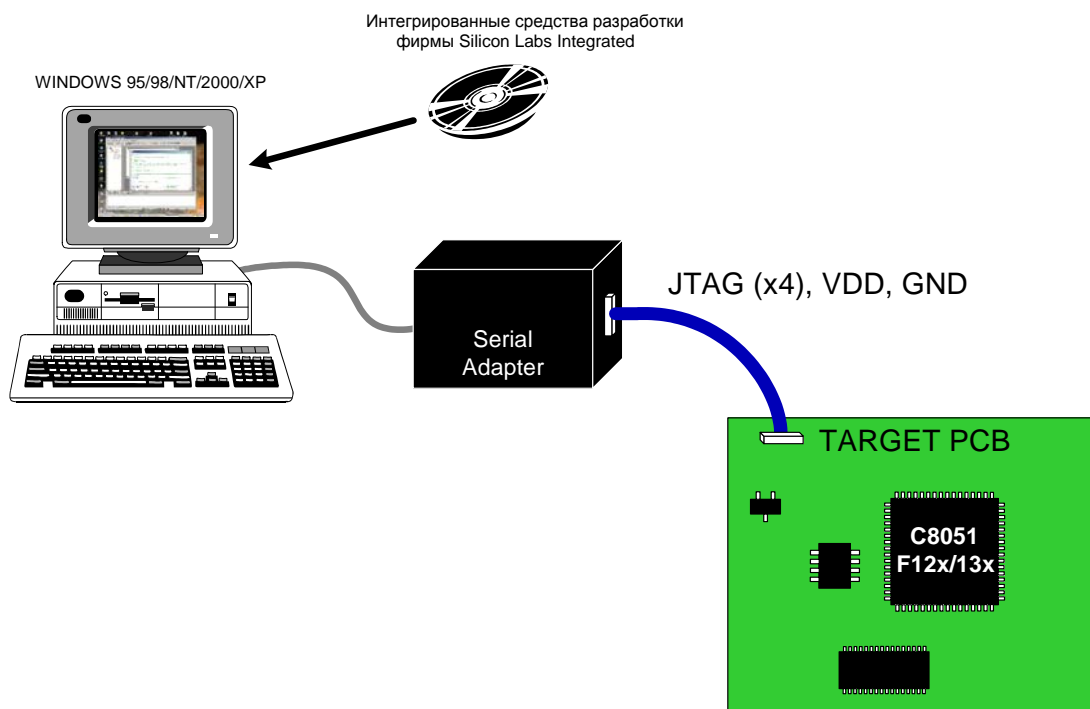 Интегрированные средства разработки
фирмы Silicon Labs Integrated
WINDOWS 95/98/NT/2000/XP
JTAG (x4), VDD, GND
Serial
Adapter
TARGET PCB
C8051
F12x/13x